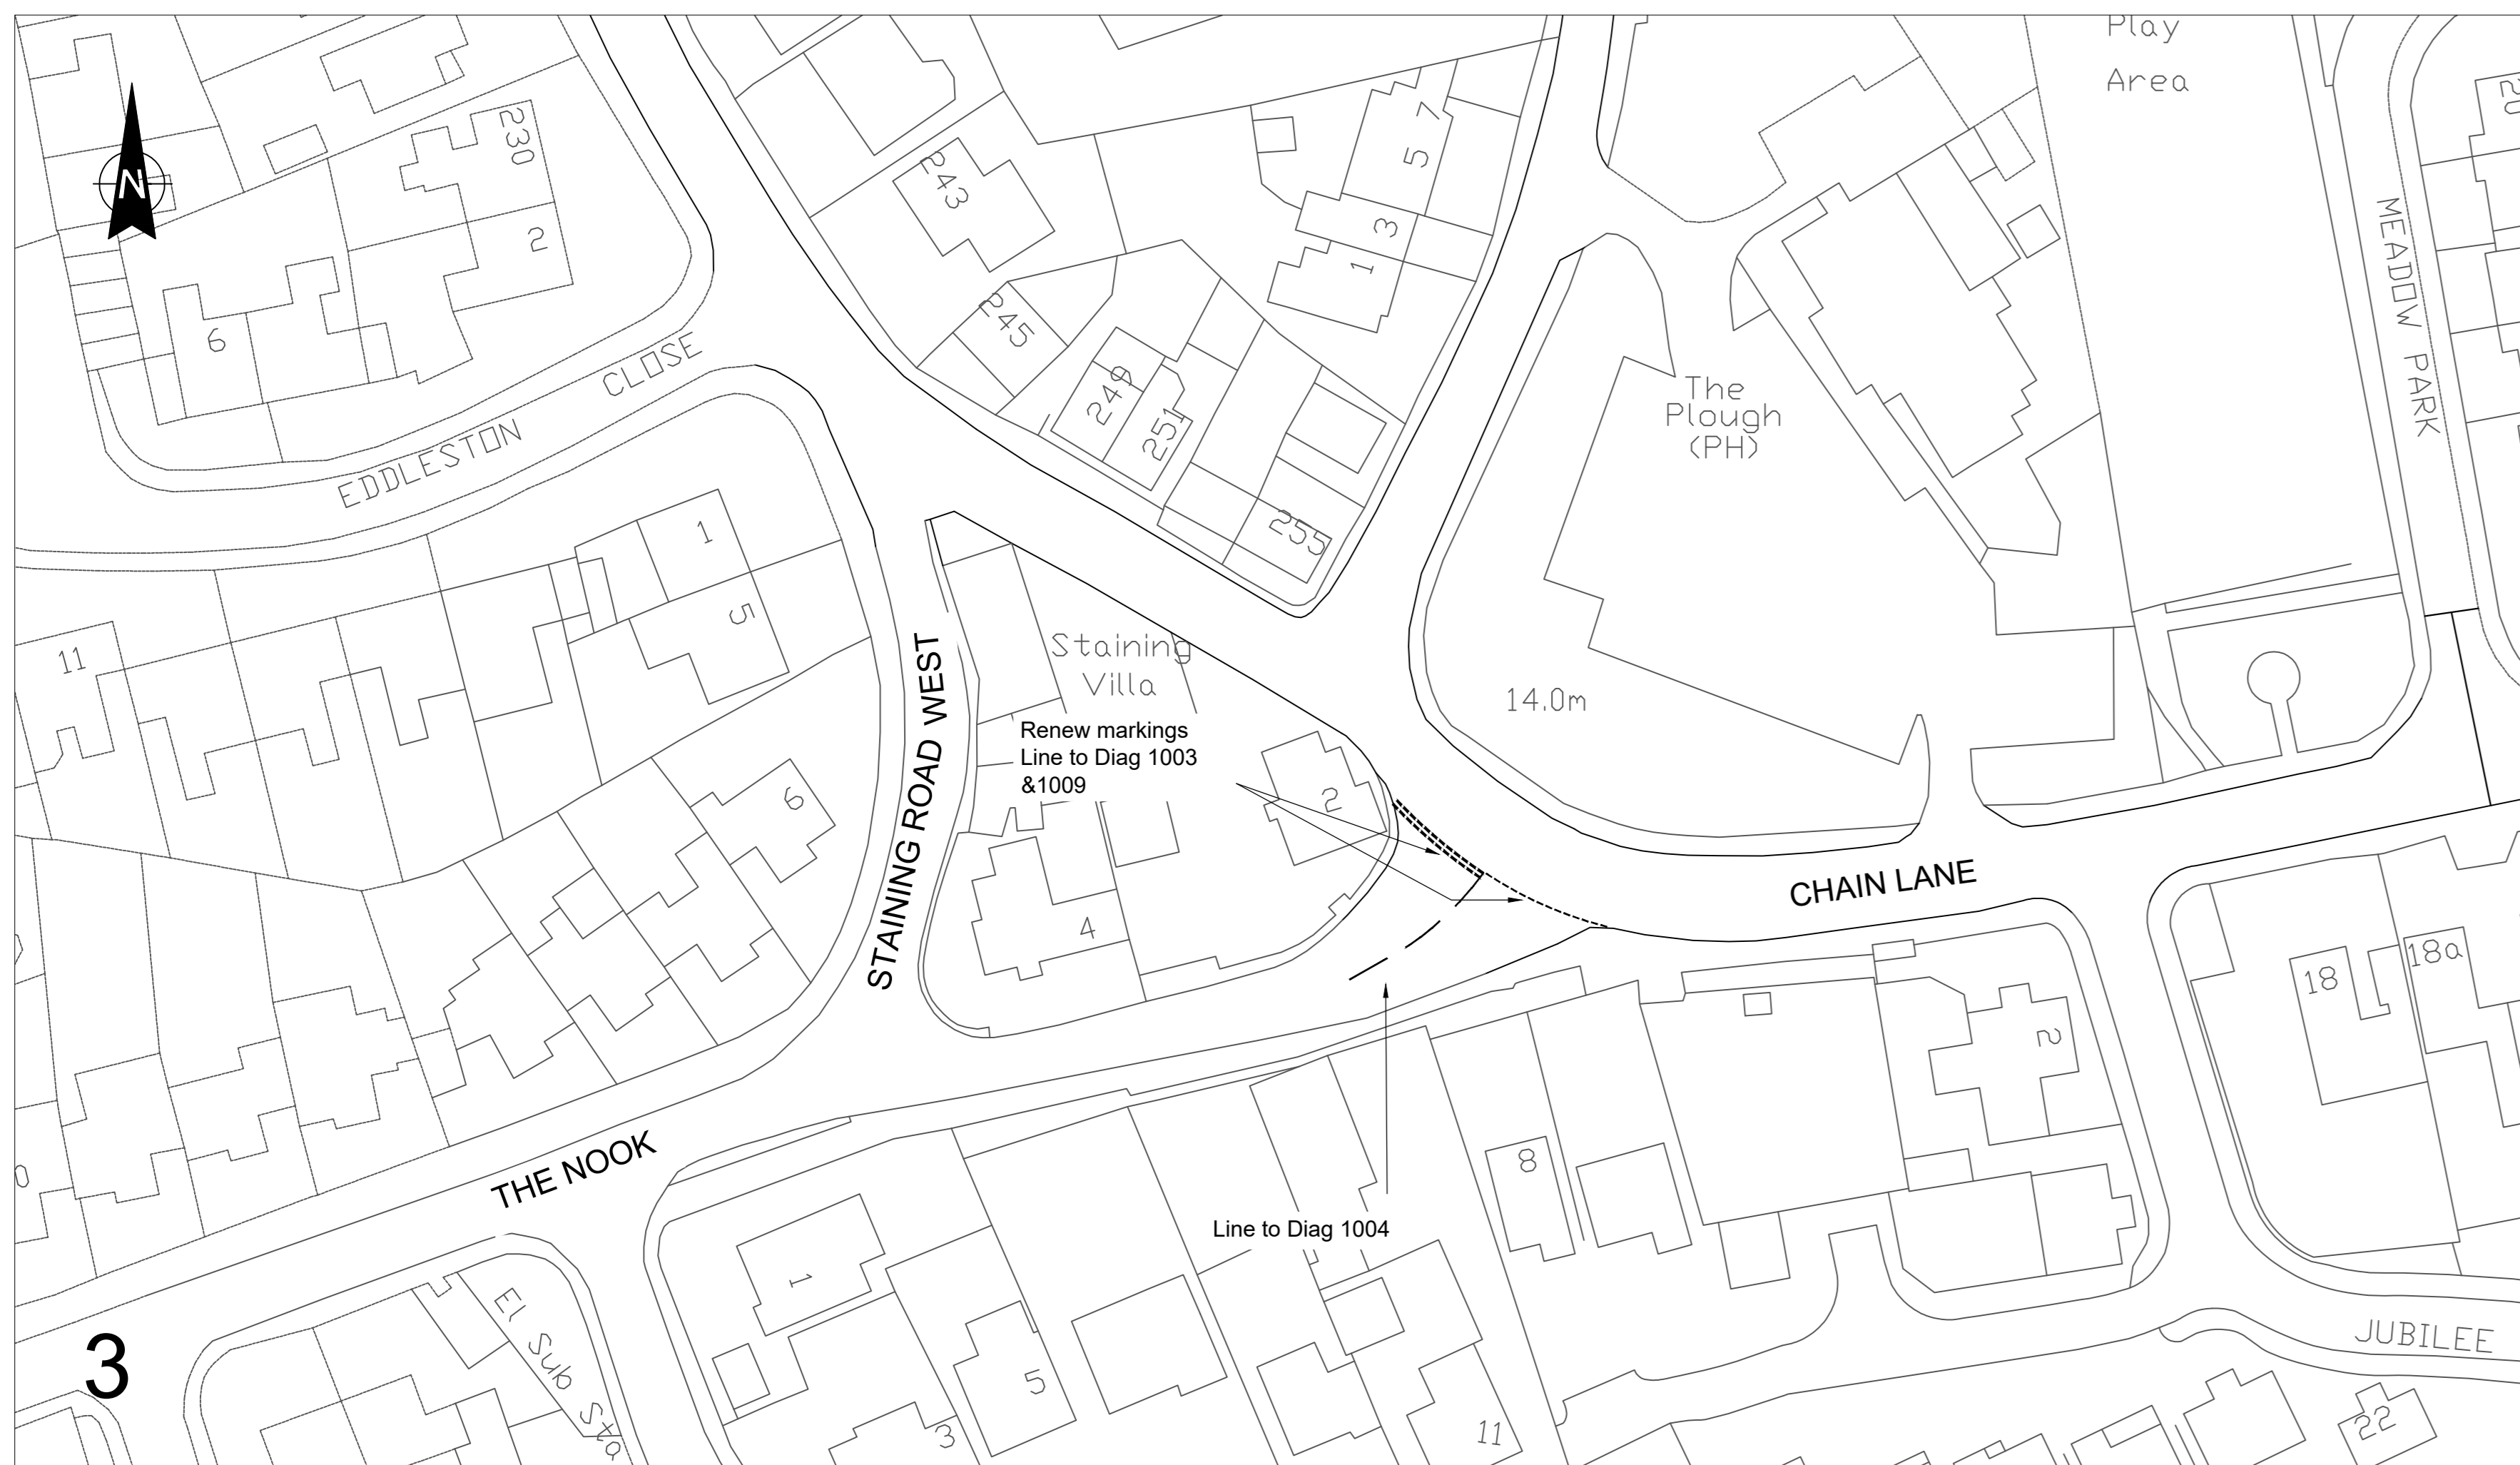 Play
Area
N
230
2
6
243
245
249
251
255
7
5
3
1
20
MEADOW PARK
The
Plough
(PH)
EDDLESTON CLOSE
1
5
11
Staining
Villa
14.0m
STAINING ROAD WEST
Renew markings
Line to Diag 1003
&1009
2
6
4
CHAIN LANE
18
18a
2
8
THE NOOK
Line to Diag 1004
1
El Sub Sta
3
5
3
11
JUBILEE
22